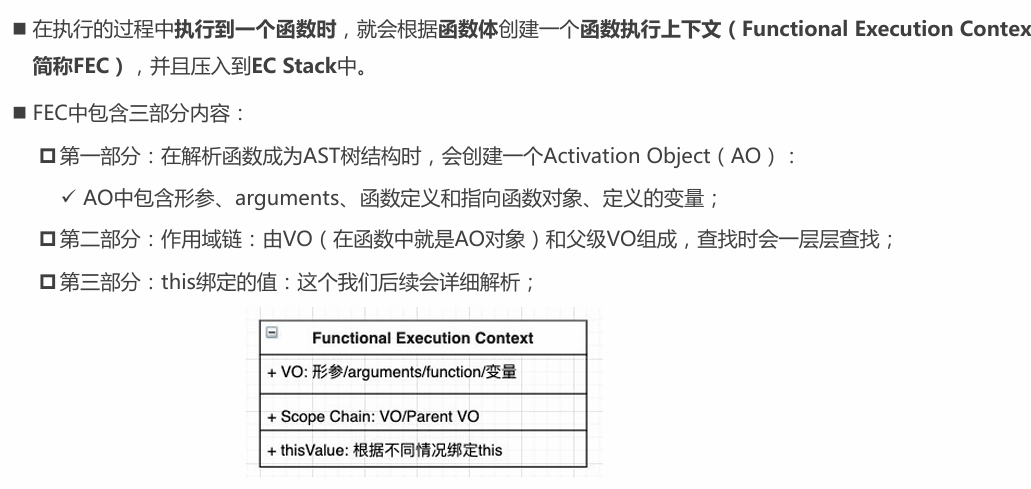 ■ 在执行的过程中执行到一个函数时，就会根据函数体创建一个函数执行上下文（Functional Execution Contex
简称FEC），并且压入到EC Stack中。
■ FEC中包含三部分内容：
第一部分：在解析函数成为AST树结构时，会创建一个Activation Object（AO）：
✓ AO中包含形参、arguments、函数定义和指向函数对象、定义的变量；
第二部分：作用域链：由VO（在函数中就是AO对象）和父级VO组成，查找时会一层层查找；
第三部分：this绑定的值：这个我们后续会详细解析；
Functional Execution Context
+ VO: 形参/arguments/function/变量
+ Scope Chain: VO/Parent VO
+ thisValue: 根据不同情况绑定this